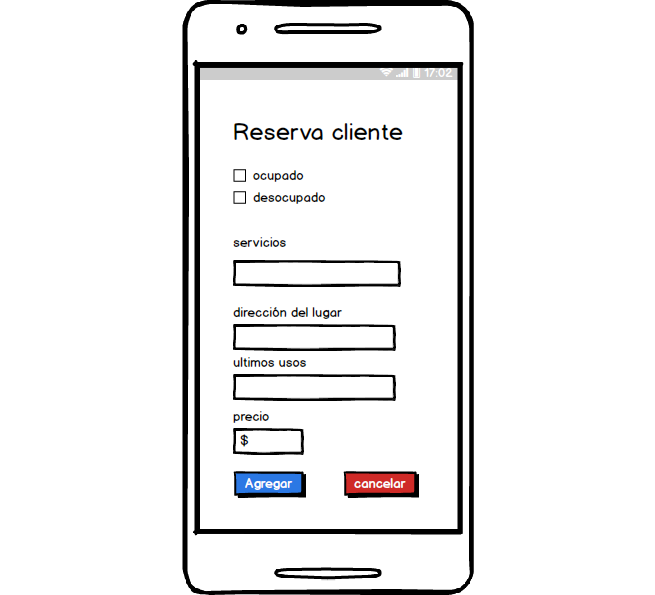 17:02
Reserva cliente
ocupado
desocupado
servicios
dirección del lugar
ultimos usos
precio
$
Agregar cancelar